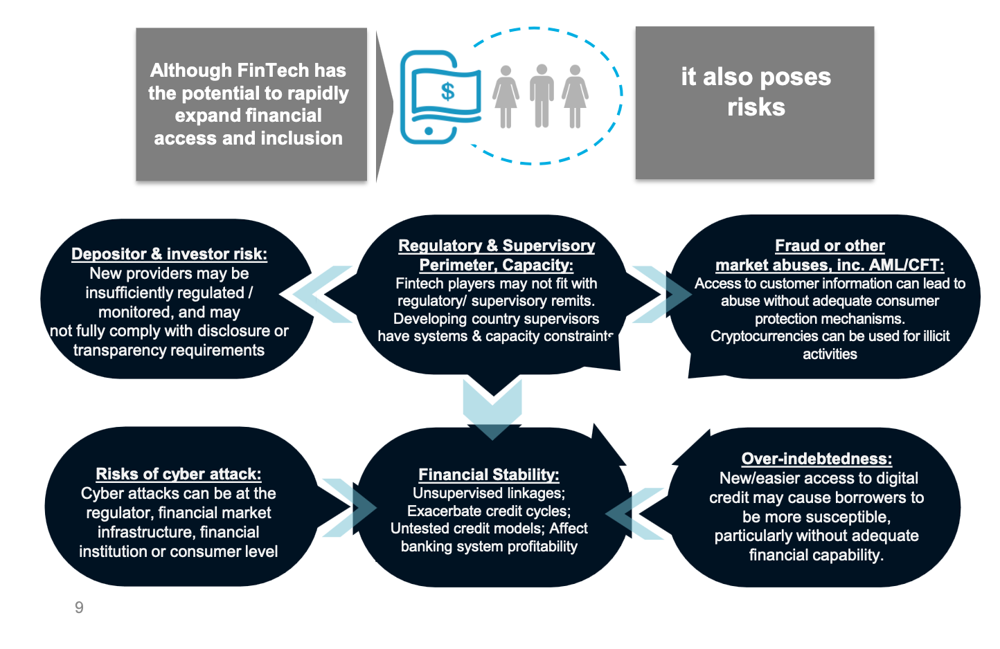 Although FinTech has
the potential to rapidly
expand financial
access and inclusion
$
it also poses
risks
Depositor & investor risk:
New providers may be
insufficiently regulated /
monitored, and may
not fully comply with disclosure or
transparency requirements
Regulatory & Supervisory
Perimeter, Capacity:
Fintech players may not fit with
regulatory/ supervisory remits.
Developing country supervisors
have systems & capacity constraints
Fraud or other
market abuses, inc. AML/CFT:
Access to customer information can lead to
abuse without adequate consumer
protection mechanisms.
Cryptocurrencies can be used for illicit
activities
Risks of cyber attack:
Cyber attacks can be at the
regulator, financial market
infrastructure, financial
institution or consumer level
Financial Stability:
Unsupervised linkages;
Exacerbate credit cycles;
Untested credit models; Affect
banking system profitability
Over-indebtedness:
New/easier access to digital
credit may cause borrowers to
be more susceptible,
particularly without adequate
financial capability.
9